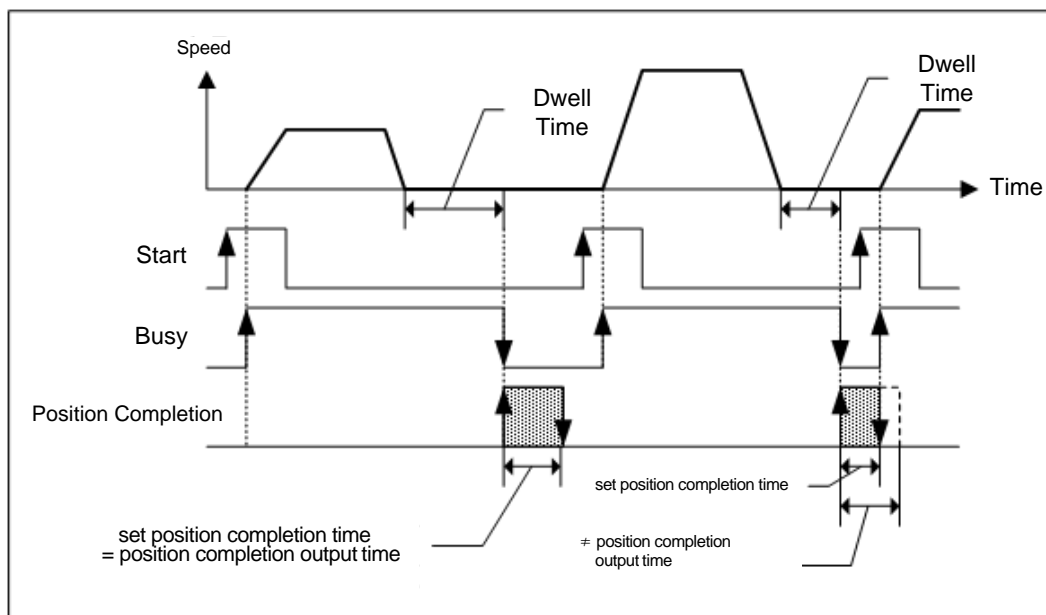 Speed
Dwell
Time
Dwell
Time
Time
Start
Busy
Position Completion
set position completion time
= position completion output time
set position completion time
≠ position completion
output time